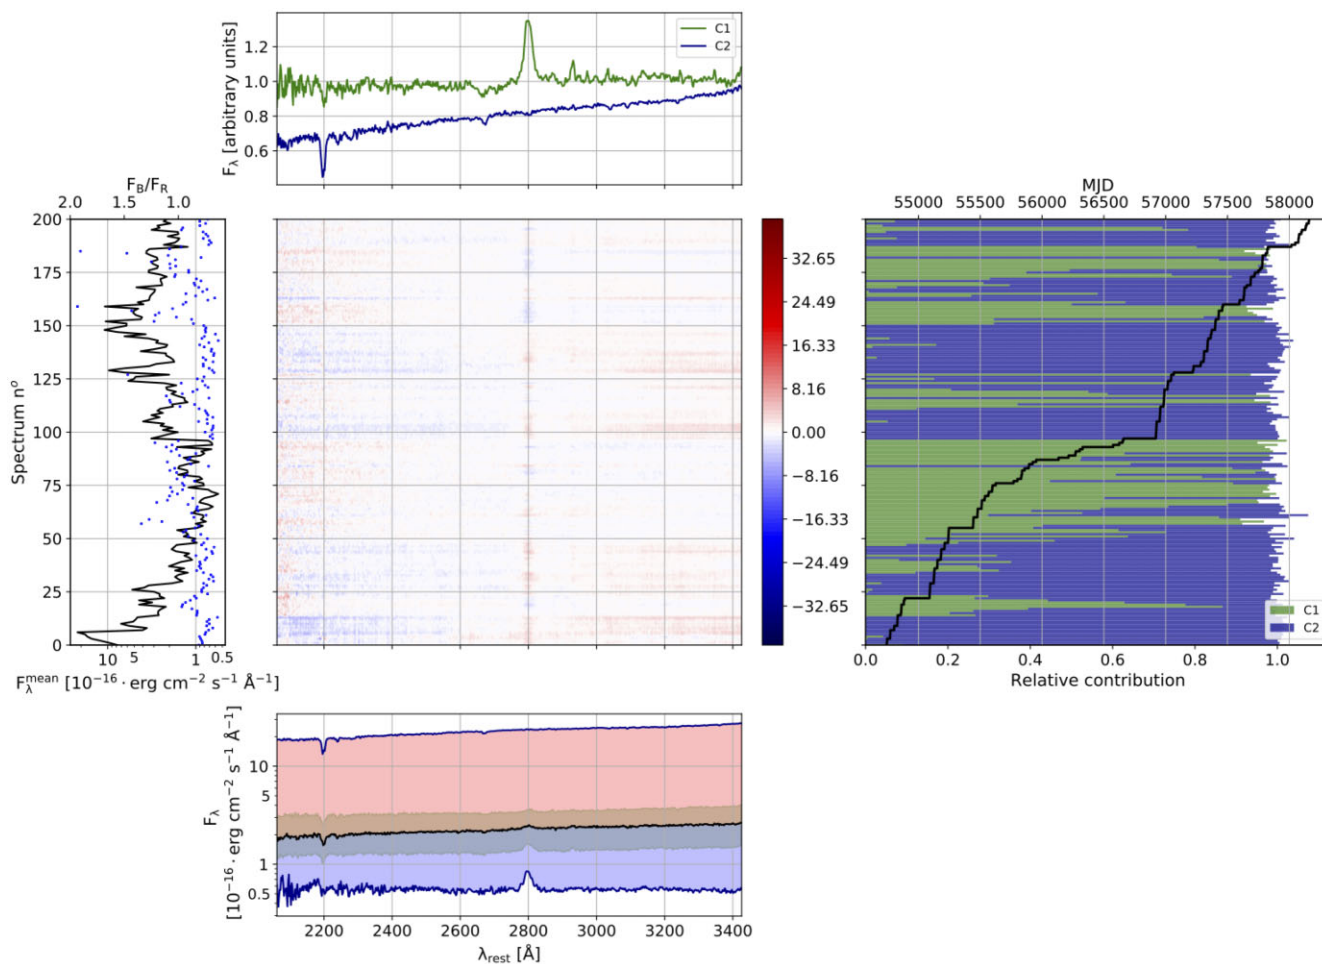 C1
C2
1.2
1.0
0.8
0.6
F_λ [arbitrary units]
F_B/F_R
2.0 1.5 1.0
200
175
150
125
100
75
50
25
0
Spectrum nº
10 5 1 0.5
F_λ^mean [10⁻¹⁶ · erg cm⁻² s⁻¹ Å⁻¹]
32.65
24.49
16.33
8.16
0.00
−8.16
−16.33
−24.49
−32.65
MJD
55000 55500 56000 56500 57000 57500 58000
C1
C2
0.0 0.2 0.4 0.6 0.8 1.0
Relative contribution
F_λ
[10⁻¹⁶ · erg cm⁻² s⁻¹ Å⁻¹]
10
5
1
0.5
2200 2400 2600 2800 3000 3200 3400
λ_rest [Å]